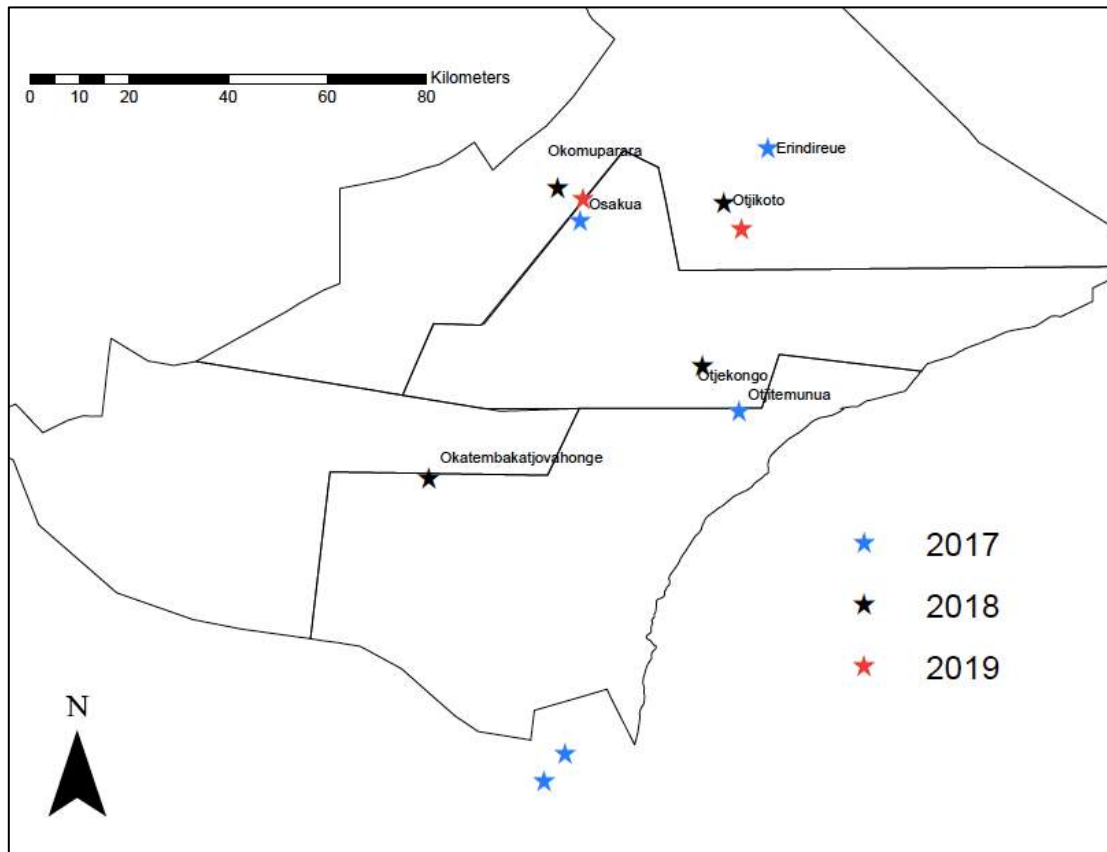 Kilometers
0 10 20 40 60 80
Okomuparara
Erindireue
Otjikoto
Osakua
Otjekongo
Otjitemunua
Okatembakatjovahonge
2017
2018
2019
N